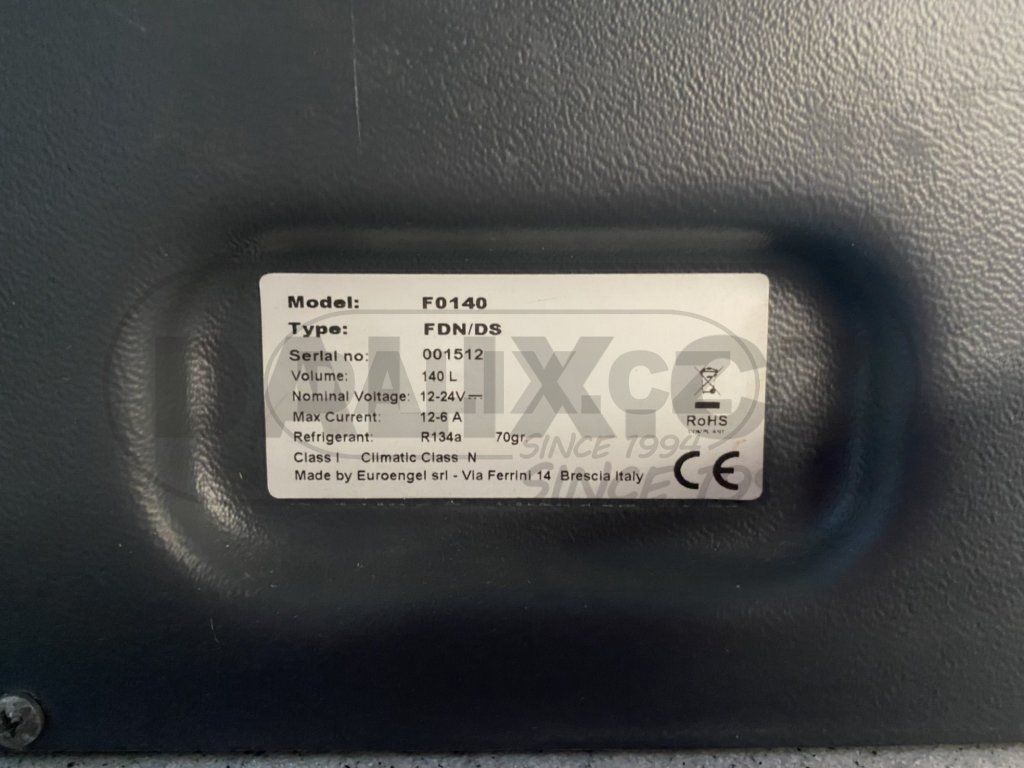 Model: F0140
Type: FDN/DS
Serial no: 001512
Volume: 140 L
Nominal Voltage: 12-24V⎓
Max Current: 12-6 A
Refrigerant: R134a 70gr.
Class I Climatic Class N
Made by Euroengel srl - Via Ferrini 14 Brescia Italy
RoHS
CE
DALIX.cz
SINCE 1994
SINCE 199